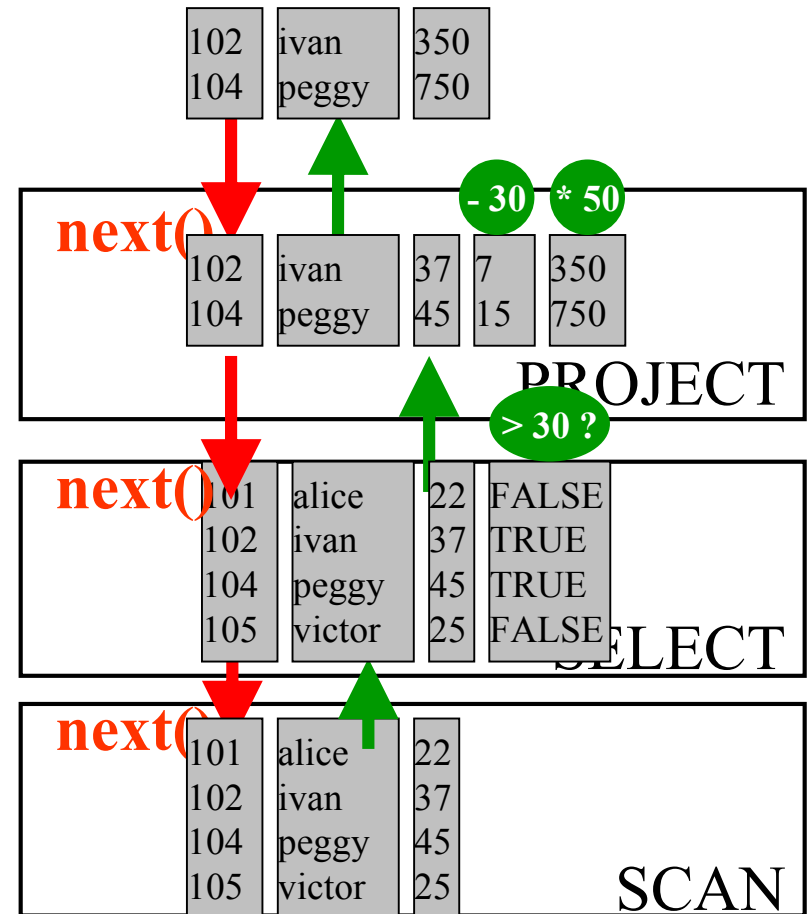 102 ivan 350
104 peggy 750
- 30 * 50
next()
102 ivan 37 7 350
104 peggy 45 15 750
PROJECT
> 30 ?
next()
101 alice 22 FALSE
102 ivan 37 TRUE
104 peggy 45 TRUE
105 victor 25 FALSE
SELECT
next()
101 alice 22
102 ivan 37
104 peggy 45
105 victor 25
SCAN